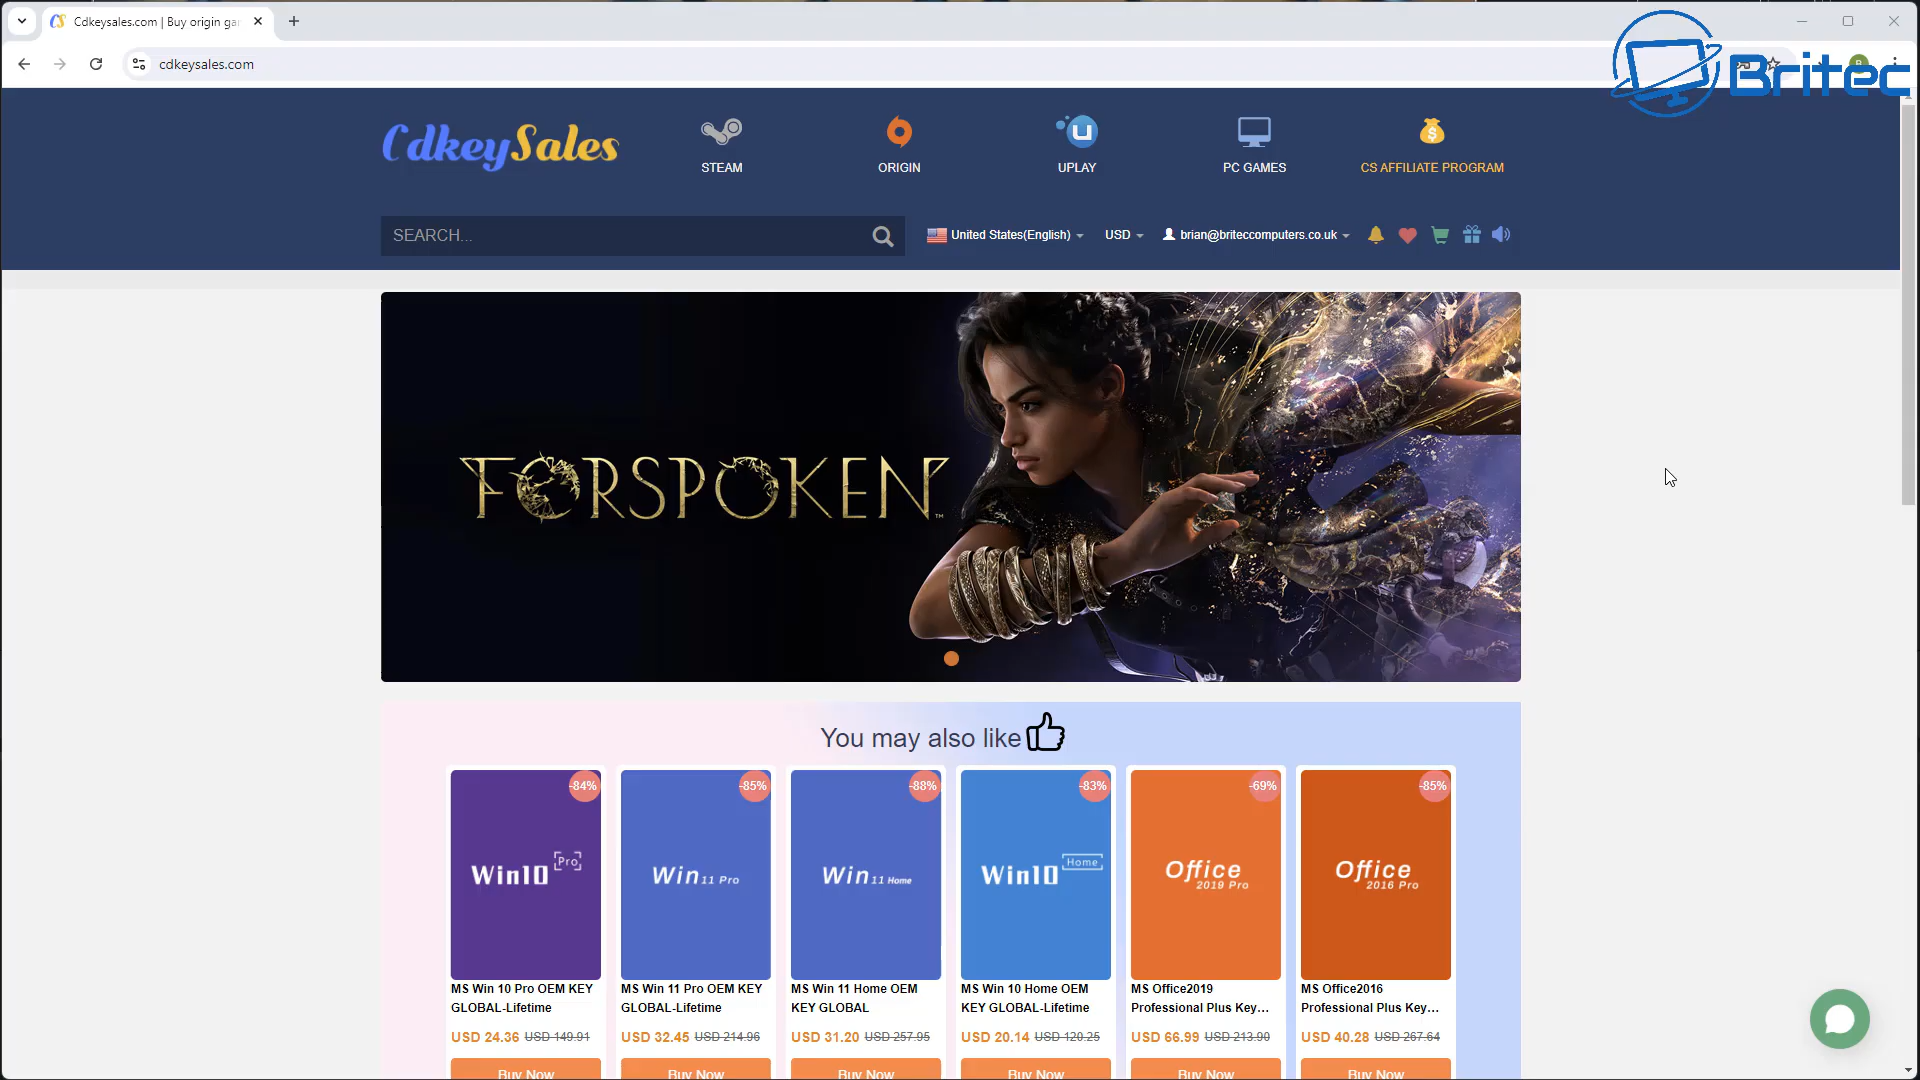 Cdkeysales.com | Buy origin gam
cdkeysales.com
Britec
CdkeySales
STEAM
ORIGIN
UPLAY
PC GAMES
CS AFFILIATE PROGRAM
SEARCH...
United States(English)
USD
brian@briteccomputers.co.uk
FORSPOKEN™
You may also like
-84%
-85%
-88%
-83%
-69%
-85%
Win10 Pro
Win 11 Pro
Win 11 Home
Win10 Home
Office
2019 Pro
Office
2016 Pro
MS Win 10 Pro OEM KEY
GLOBAL-Lifetime
USD 24.36 USD 149.91
Buy Now
MS Win 11 Pro OEM KEY
GLOBAL-Lifetime
USD 32.45 USD 214.96
Buy Now
MS Win 11 Home OEM
KEY GLOBAL
USD 31.20 USD 257.95
Buy Now
MS Win 10 Home OEM
KEY GLOBAL-Lifetime
USD 20.14 USD 120.25
Buy Now
MS Office2019
Professional Plus Key...
USD 66.99 USD 213.90
Buy Now
MS Office2016
Professional Plus Key...
USD 40.28 USD 267.64
Buy Now